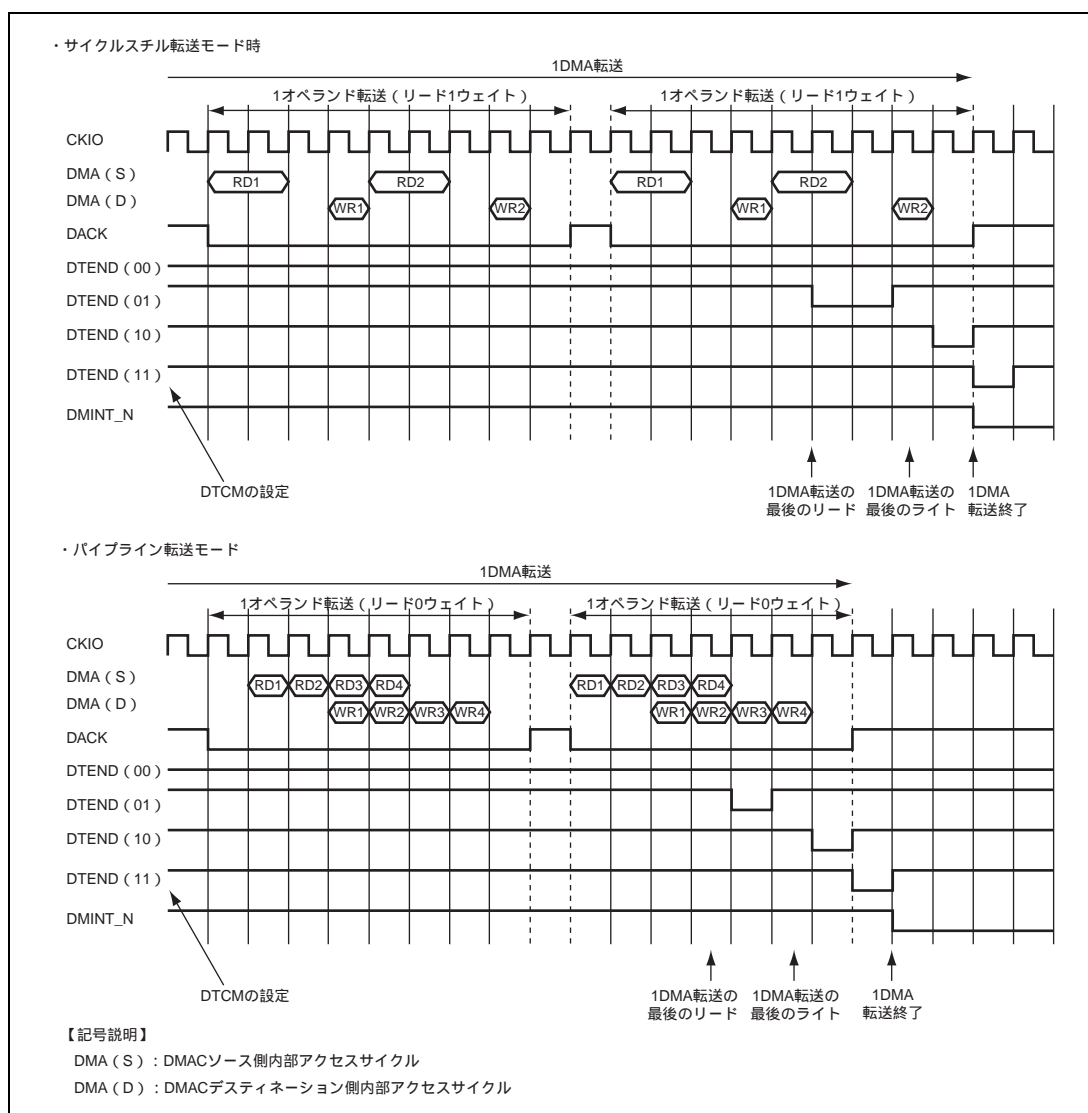 ・サイクルスチル転送モード時
1DMA転送
1オペランド転送（リード1ウェイト）
1オペランド転送（リード1ウェイト）
CKIO
DMA（S）
RD1
RD2
RD1
RD2
DMA（D）
WR1
WR2
WR1
WR2
DACK
DTEND（00）
DTEND（01）
DTEND（10）
DTEND（11）
DMINT_N
DTCMの設定
1DMA転送の
最後のリード
1DMA転送の
最後のライト
1DMA
転送終了
・パイプライン転送モード
1DMA転送
1オペランド転送（リード0ウェイト）
1オペランド転送（リード0ウェイト）
CKIO
DMA（S）
RD1
RD2
RD3
RD4
RD1
RD2
RD3
RD4
DMA（D）
WR1
WR2
WR3
WR4
WR1
WR2
WR3
WR4
DACK
DTEND（00）
DTEND（01）
DTEND（10）
DTEND（11）
DMINT_N
DTCMの設定
1DMA転送の
最後のリード
1DMA転送の
最後のライト
1DMA
転送終了
【記号説明】
DMA（S）：DMACソース側内部アクセスサイクル
DMA（D）：DMACデスティネーション側内部アクセスサイクル